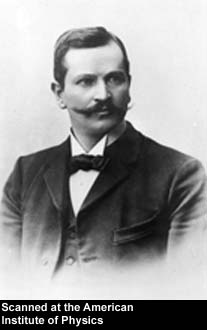 Scanned at the American
Institute of Physics